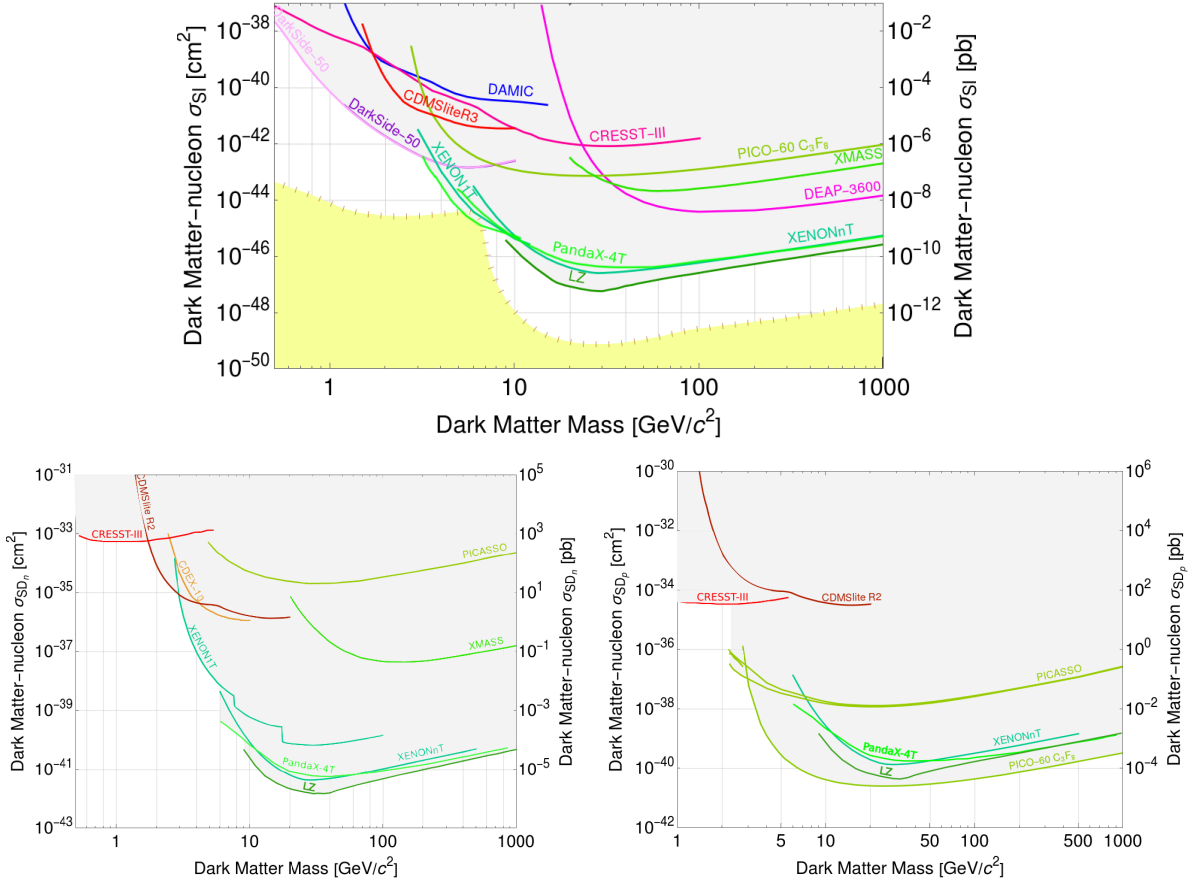 Dark Matter–nucleon σSI [cm²]
10⁻³⁸
10⁻⁴⁰
10⁻⁴²
10⁻⁴⁴
10⁻⁴⁶
10⁻⁴⁸
10⁻⁵⁰
DarkSide–50
DarkSide–50
DAMIC
CDMSliteR3
CRESST–III
PICO–60 C₃F₈
XMASS
XENON1T
DEAP–3600
PandaX–4T
XENONnT
LZ
10⁻²
10⁻⁴
10⁻⁶
10⁻⁸
10⁻¹⁰
10⁻¹²
Dark Matter–nucleon σSI [pb]
1 10 100 1000
Dark Matter Mass [GeV/c²]
Dark Matter–nucleon σSDn [cm²]
10⁻³¹
10⁻³³
10⁻³⁵
10⁻³⁷
10⁻³⁹
10⁻⁴¹
10⁻⁴³
CDMSlite R2
CRESST-III
PICASSO
CDEX-10
XMASS
XENON1T
XENONnT
PandaX-4T
LZ
10⁵
10³
10¹
10⁻¹
10⁻³
10⁻⁵
Dark Matter–nucleon σSDn [pb]
1 10 100 1000
Dark Matter Mass [GeV/c²]
Dark Matter–nucleon σSDp [cm²]
10⁻³⁰
10⁻³²
10⁻³⁴
10⁻³⁶
10⁻³⁸
10⁻⁴⁰
10⁻⁴²
CRESST-III
CDMSlite R2
PICASSO
XENONnT
PandaX-4T
LZ
PICO-60 C₃F₈
10⁶
10⁴
10²
10⁰
10⁻²
10⁻⁴
Dark Matter–nucleon σSDp [pb]
1 5 10 50 100 500 1000
Dark Matter Mass [GeV/c²]